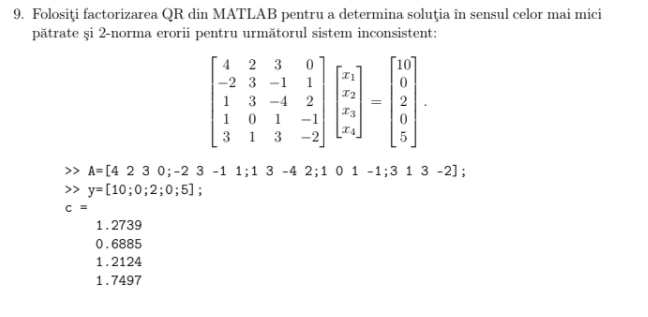 9. Folosiţi factorizarea QR din MATLAB pentru a determina soluţia în sensul celor mai mici
pătrate şi 2-norma erorii pentru următorul sistem inconsistent:
4 2 3 0
-2 3 -1 1
1 3 -4 2
1 0 1 -1
3 1 3 -2
x1
x2
x3
x4
=
10
0
2
0
5
.
>> A=[4 2 3 0;-2 3 -1 1;1 3 -4 2;1 0 1 -1;3 1 3 -2];
>> y=[10;0;2;0;5];
c =
1.2739
0.6885
1.2124
1.7497